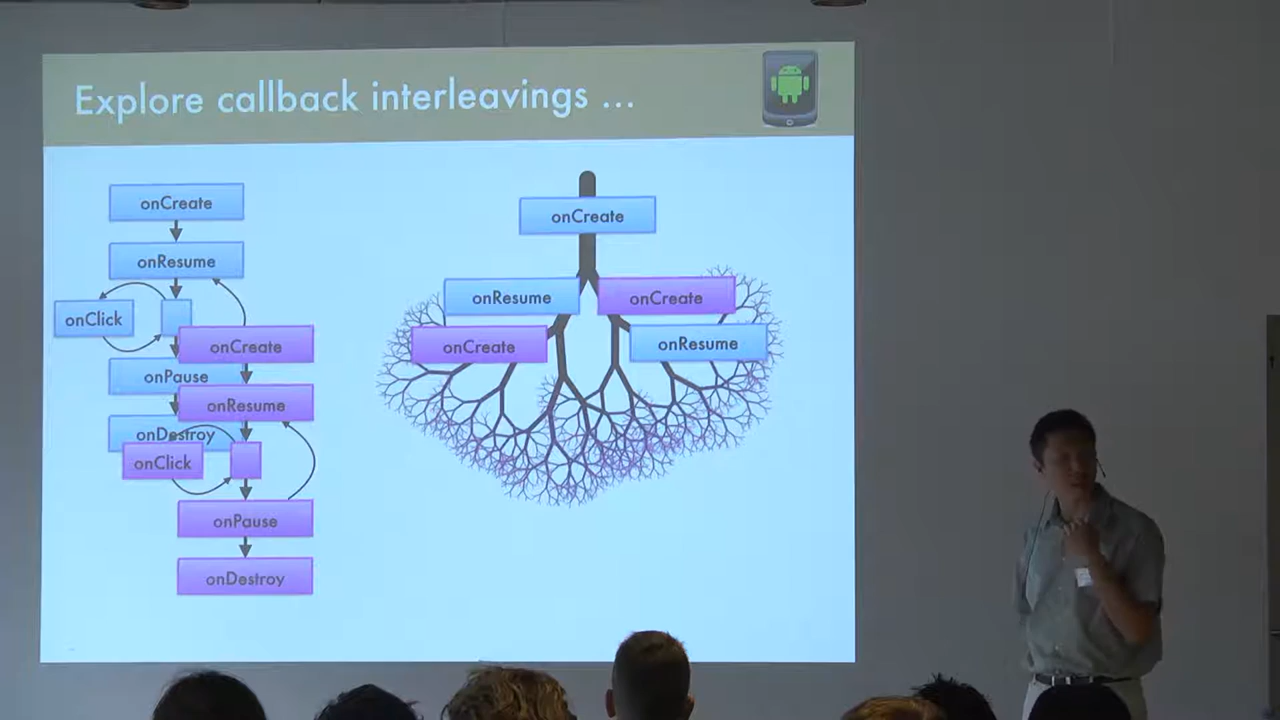 Explore callback interleavings ...
onCreate
onResume
onClick
onCreate
onPause
onResume
onDestroy
onClick
onPause
onDestroy
onCreate
onResume
onCreate
onCreate
onResume